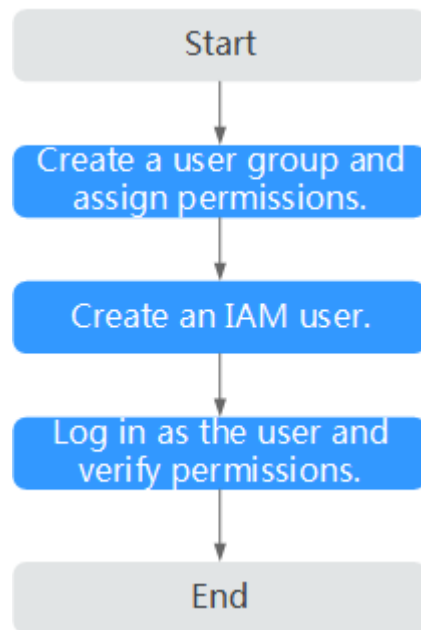 Start
Create a user group and
assign permissions.
Create an IAM user.
Log in as the user and
verify permissions.
End